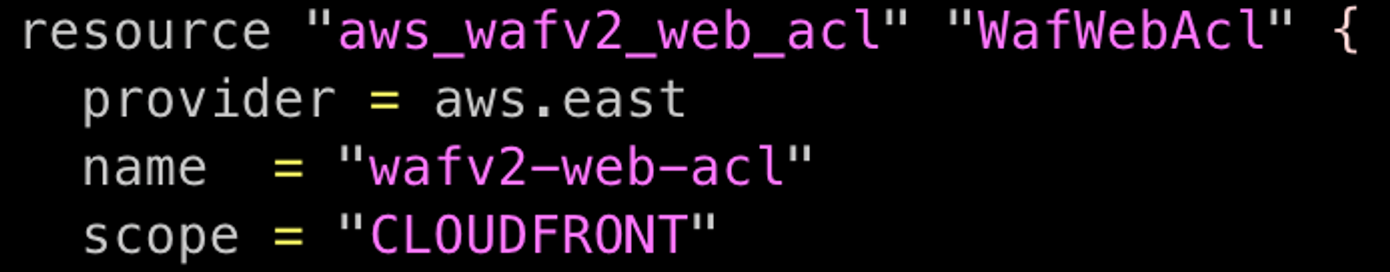 resource "aws_wafv2_web_acl" "WafWebAcl" {
  provider = aws.east
  name  = "wafv2-web-acl"
  scope = "CLOUDFRONT"